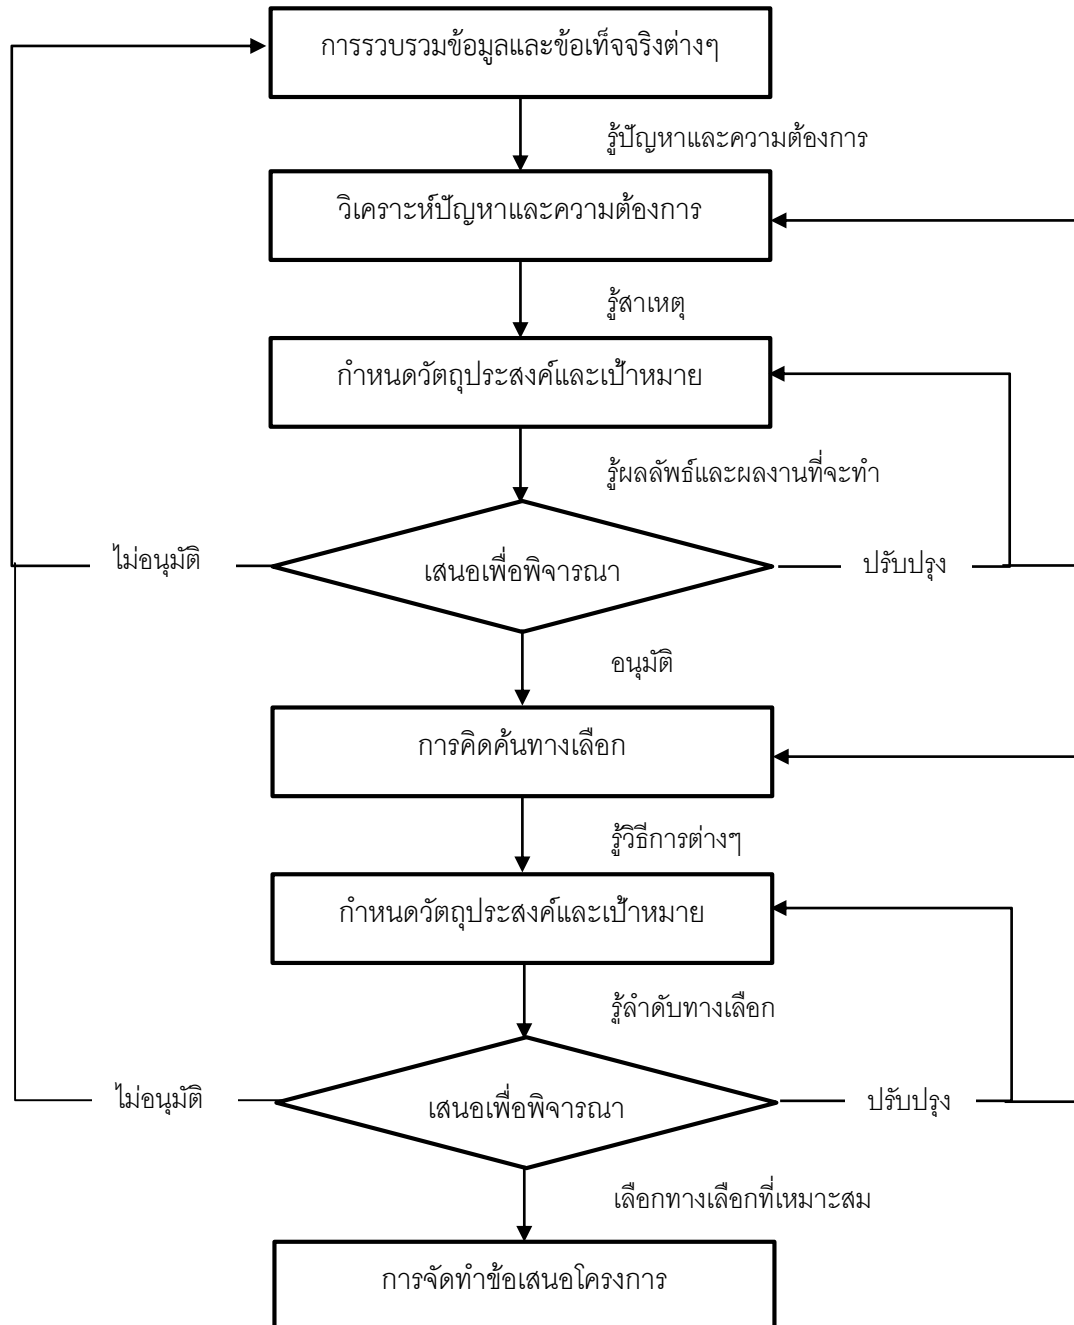 การรวบรวมข้อมูลและข้อเท็จจริงต่างๆ
รู้ปัญหาและความต้องการ
วิเคราะห์ปัญหาและความต้องการ
รู้สาเหตุ
กำหนดวัตถุประสงค์และเป้าหมาย
รู้ผลลัพธ์และผลงานที่จะทำ
ไม่อนุมัติ
เสนอเพื่อพิจารณา
ปรับปรุง
อนุมัติ
การคิดค้นทางเลือก
รู้วิธีการต่างๆ
กำหนดวัตถุประสงค์และเป้าหมาย
รู้ลำดับทางเลือก
ไม่อนุมัติ
เสนอเพื่อพิจารณา
ปรับปรุง
เลือกทางเลือกที่เหมาะสม
การจัดทำข้อเสนอโครงการ